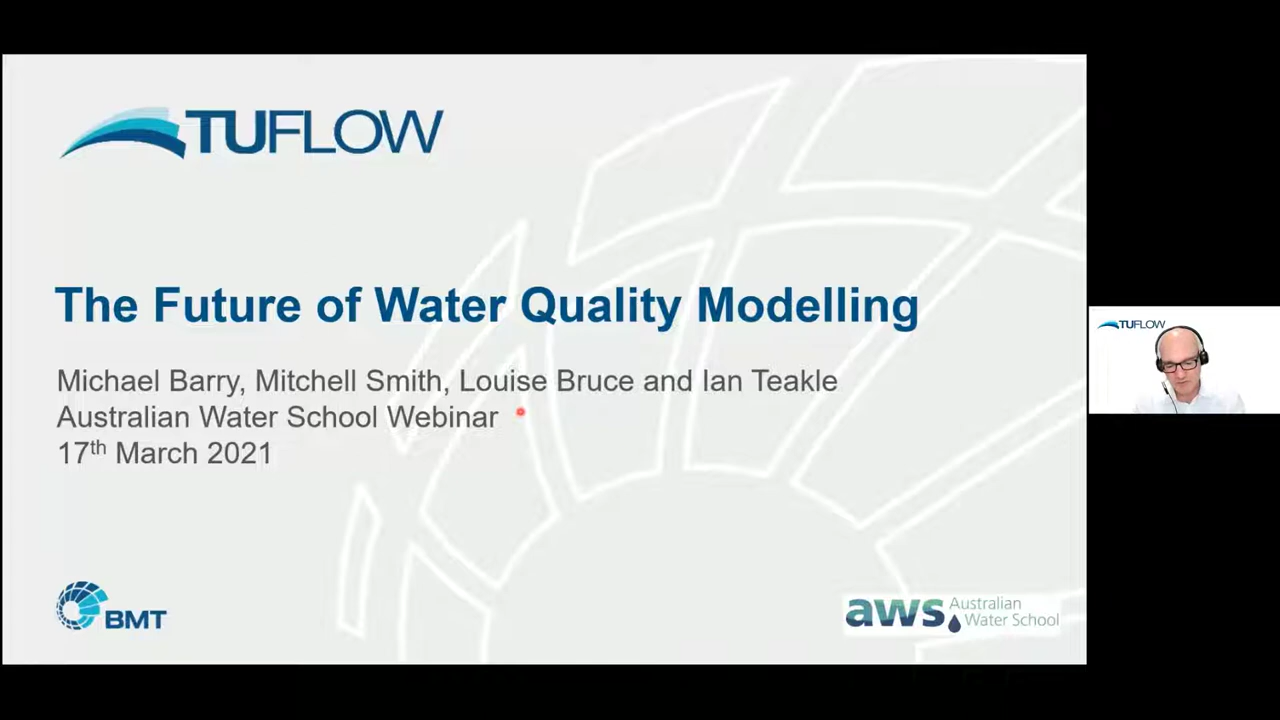 TUFLOW
The Future of Water Quality Modelling
Michael Barry, Mitchell Smith, Louise Bruce and Ian Teakle
Australian Water School Webinar
17th March 2021
BMT
aws Australian
Water School
TUFLOW